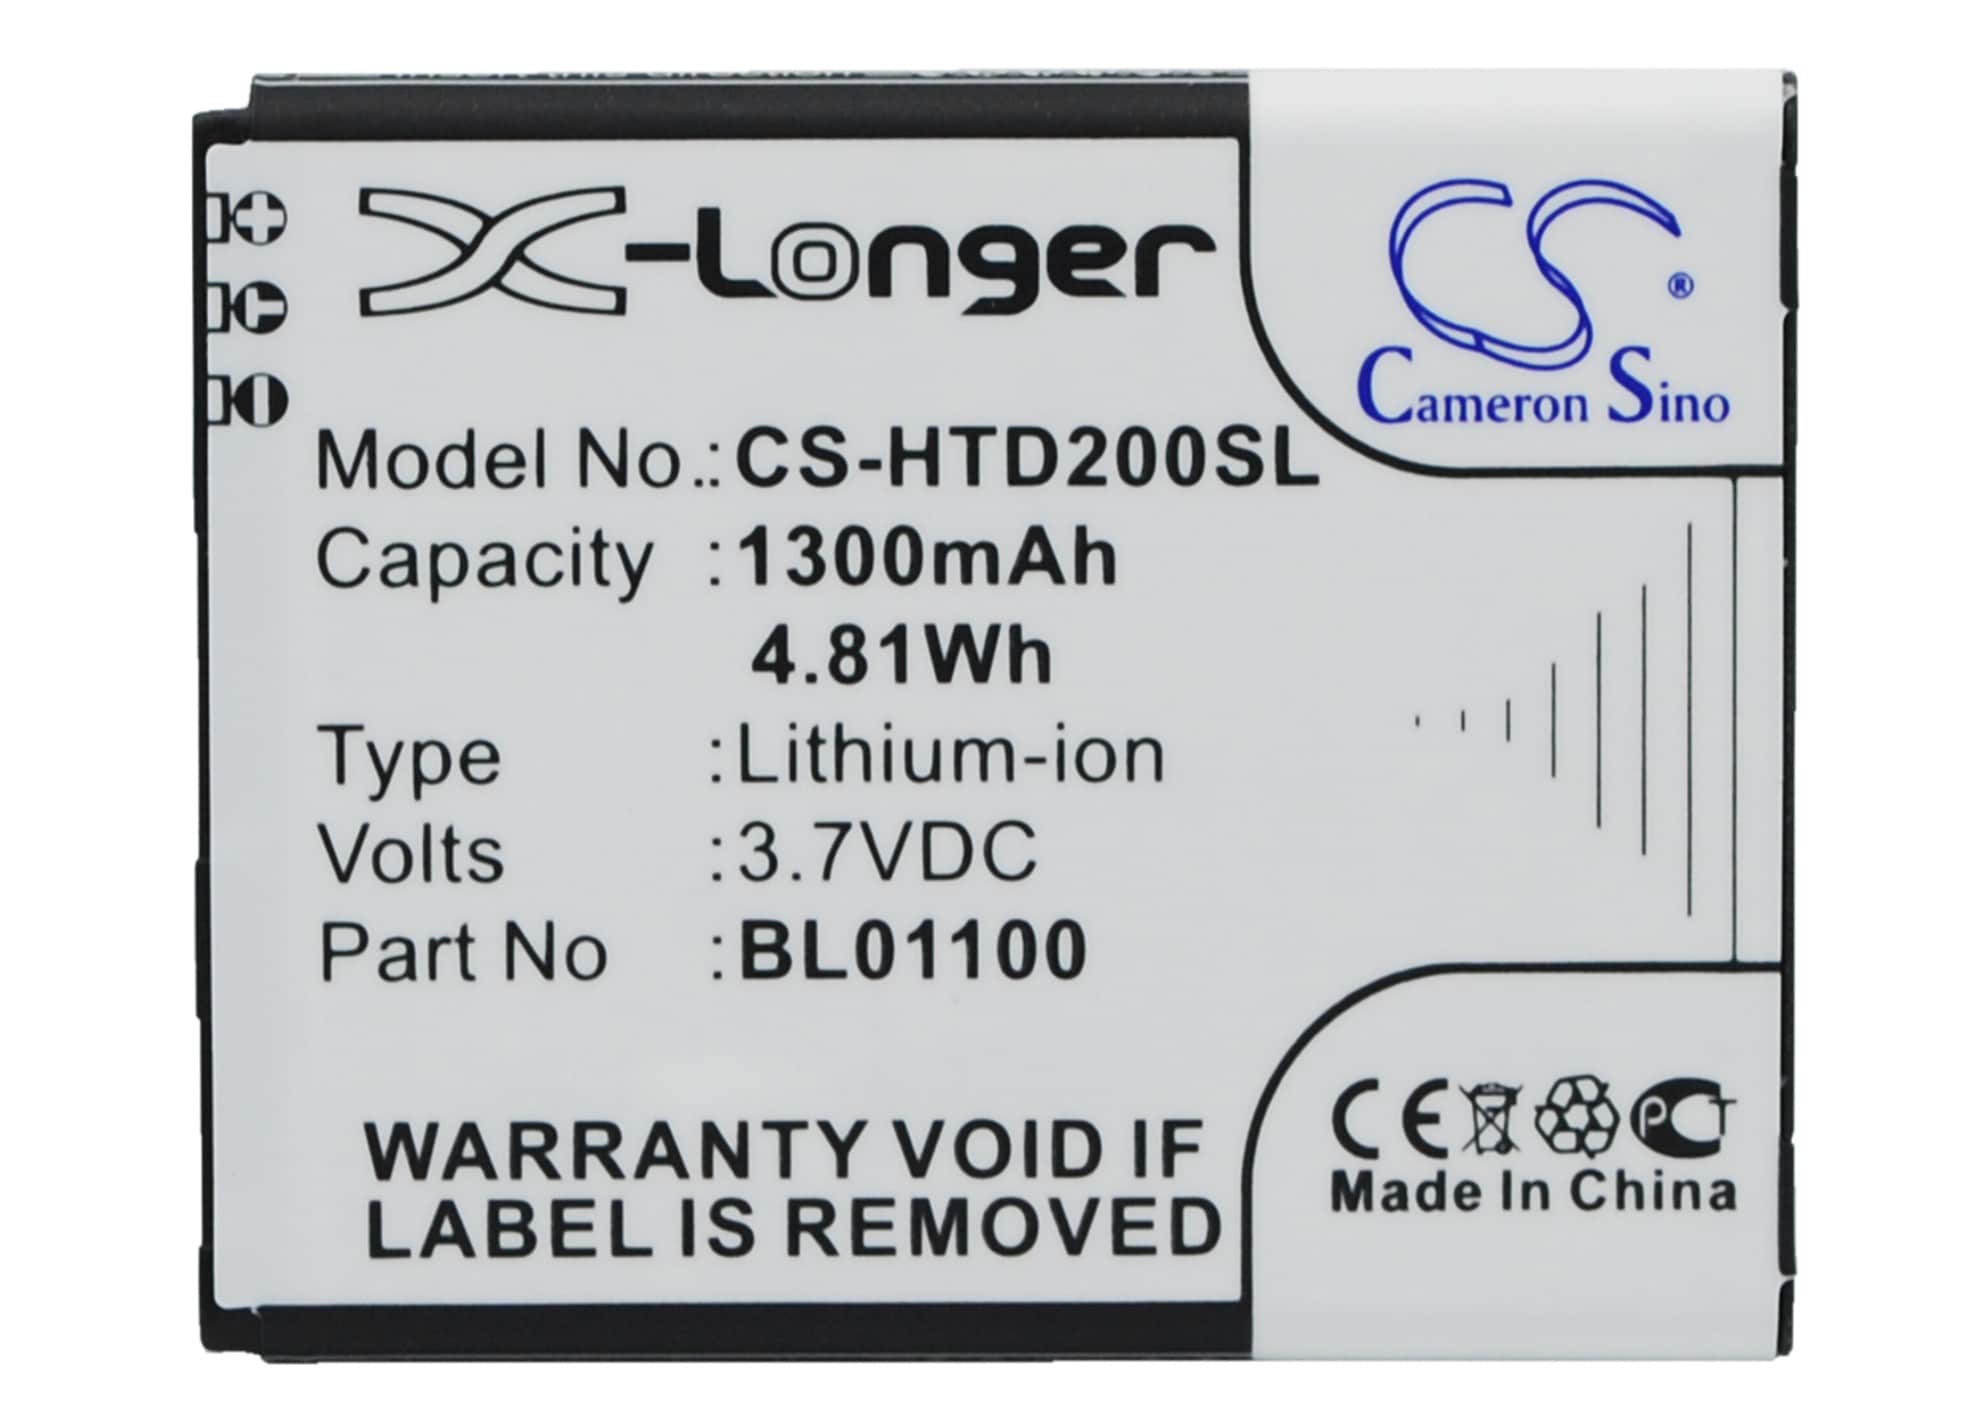 X-Longer
CS ®
Cameron Sino
Model No.: CS-HTD200SL
Capacity : 1300mAh
4.81Wh
Type : Lithium-ion
Volts : 3.7VDC
Part No : BL01100
WARRANTY VOID IF
LABEL IS REMOVED
CE PCT
Made In China